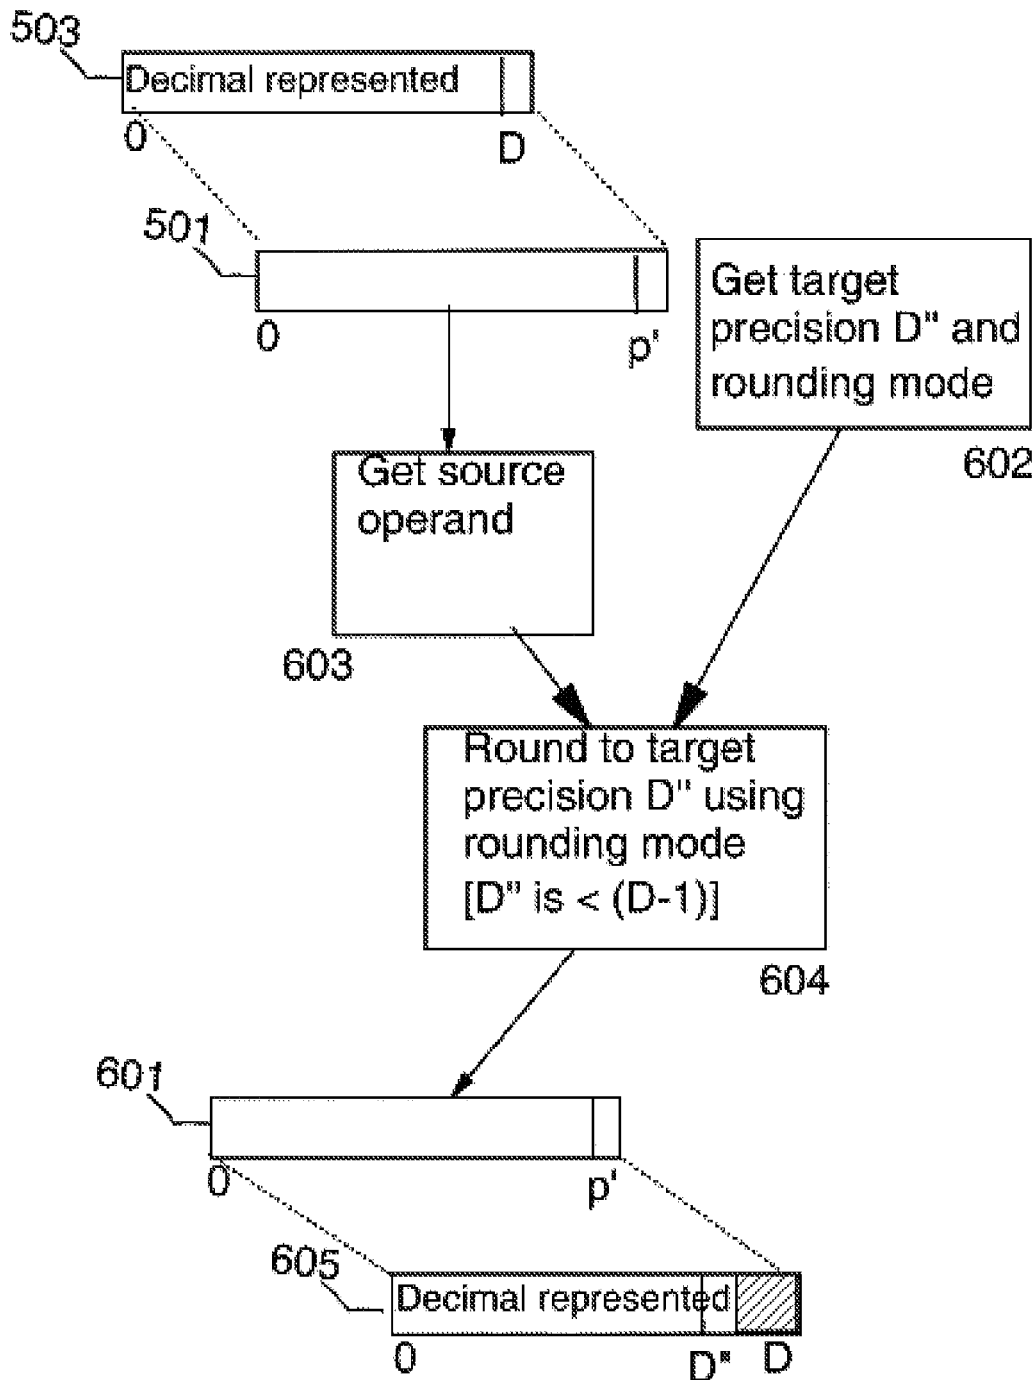 503
Decimal represented
0
D
501
0
p'
Get target
precision D" and
rounding mode
602
Get source
operand
603
Round to target
precision D" using
rounding mode
[D" is < (D-1)]
604
601
0
p'
605
Decimal represented
0
D"
D